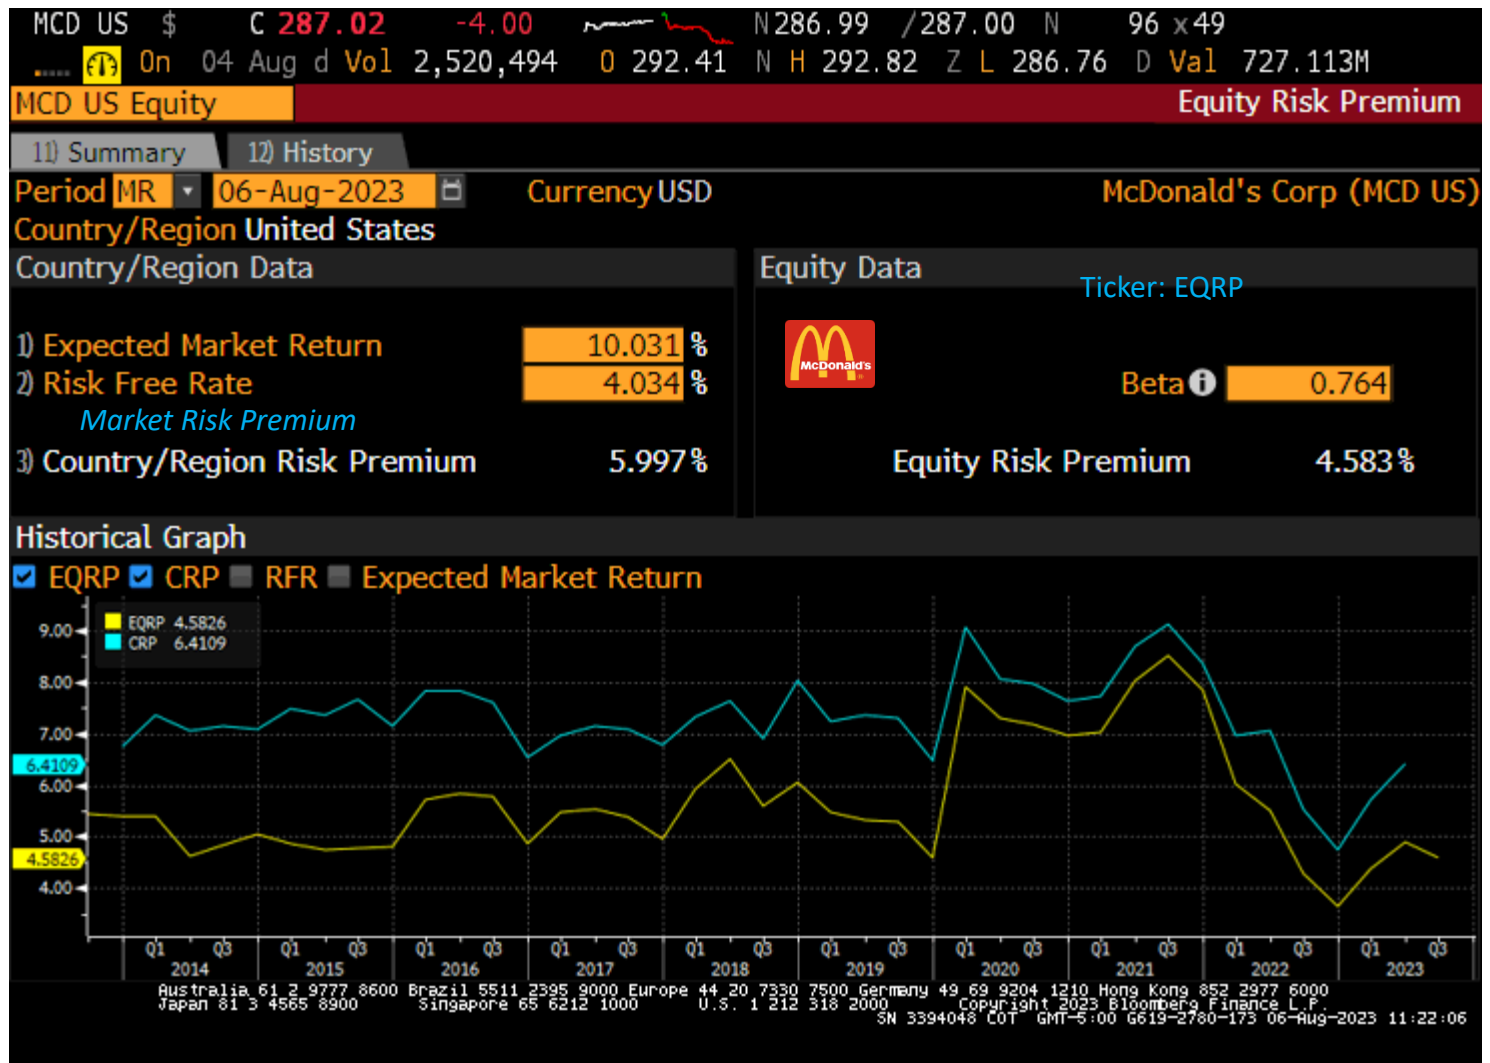 MCD US $ C 287.02 -4.00 N 286.99 /287.00 N 96 x 49
On 04 Aug d Vol 2,520,494 O 292.41 N H 292.82 Z L 286.76 D Val 727.113M
MCD US Equity Equity Risk Premium
11) Summary 12) History
Period MR 06-Aug-2023 Currency USD McDonald's Corp (MCD US)
Country/Region United States
Country/Region Data Equity Data
Ticker: EQRP
1) Expected Market Return 10.031 %
McDonald's
2) Risk Free Rate 4.034 % Beta 0.764
Market Risk Premium
3) Country/Region Risk Premium 5.997 % Equity Risk Premium 4.583 %
Historical Graph
EQRP CRP RFR Expected Market Return
EQRP 4.5826
CRP 6.4109
9.00
8.00
7.00
6.4109
6.00
5.00
4.5826
4.00
Q1 Q3 Q1 Q3 Q1 Q3 Q1 Q3 Q1 Q3 Q1 Q3 Q1 Q3 Q1 Q3 Q1 Q3 Q1 Q3
2014 2015 2016 2017 2018 2019 2020 2021 2022 2023
Australia 61 2 9777 8600 Brazil 5511 2395 9000 Europe 44 20 7330 7500 Germany 49 69 9204 1210 Hong Kong 852 2977 6000
Japan 81 3 4565 8900 Singapore 65 6212 1000 U.S. 1 212 318 2000 Copyright 2023 Bloomberg Finance L.P.
SN 3394048 COT GMT-5:00 G619-2780-173 06-Aug-2023 11:22:06